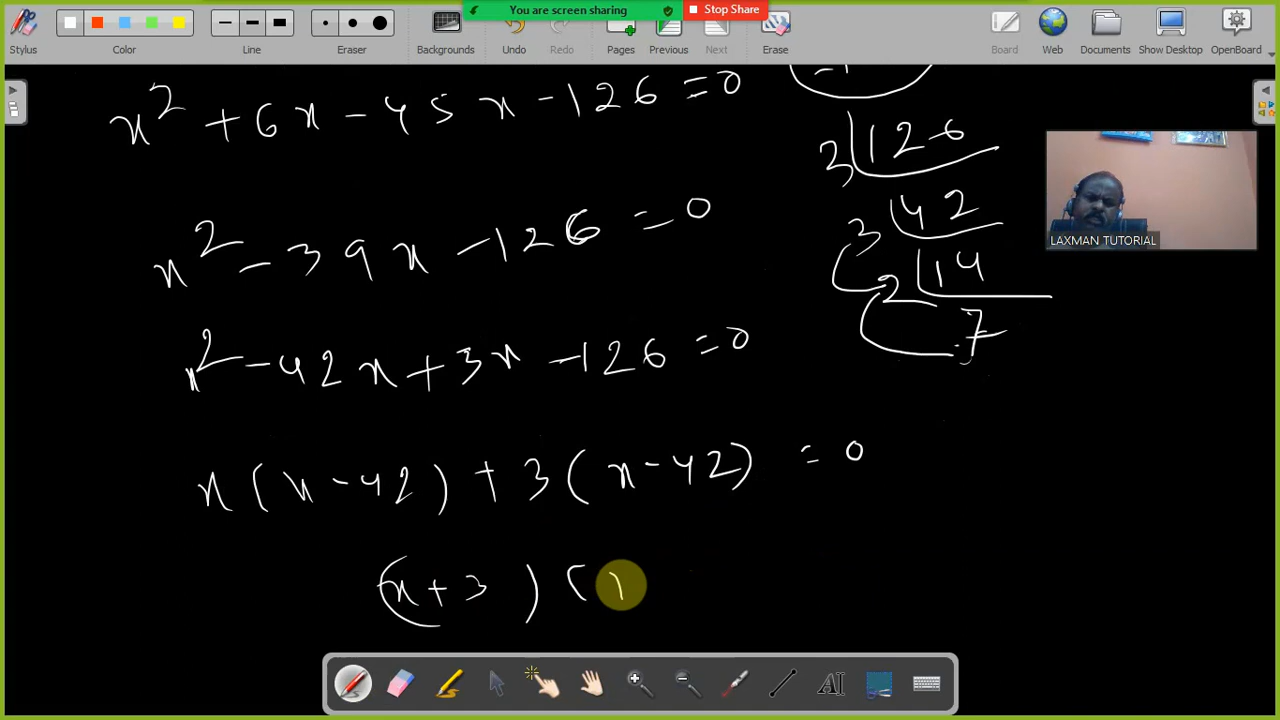 You are screen sharing Stop Share
Stylus Color Line Eraser Backgrounds Undo Redo Pages Previous Next Erase Board Web Documents Show Desktop OpenBoard
x² + 6x - 45x - 126 = 0
x² - 39x - 126 = 0
x² - 42x + 3x - 126 = 0
x(x - 42) + 3(x - 42) = 0
(x + 3) (
3 126
3 42
2 14
7
LAXMAN TUTORIAL
AI